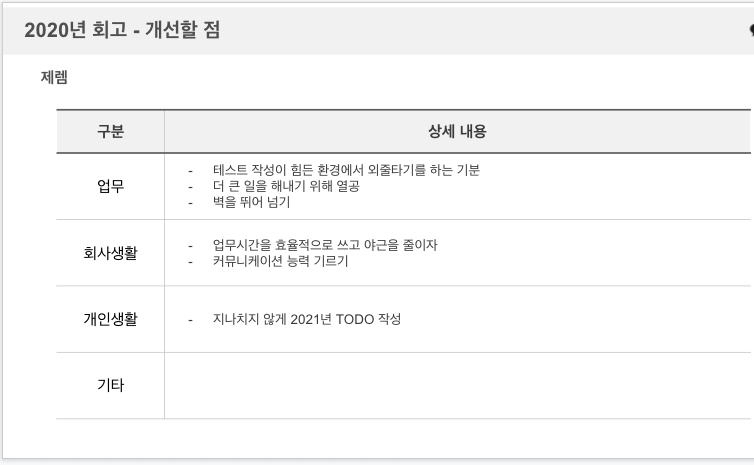 2020년 회고 - 개선할 점
제렘
구분 상세 내용
업무
- 테스트 작성이 힘든 환경에서 외줄타기를 하는 기분
- 더 큰 일을 해내기 위해 열공
- 벽을 뛰어 넘기
회사생활
- 업무시간을 효율적으로 쓰고 야근을 줄이자
- 커뮤니케이션 능력 기르기
개인생활
- 지나치지 않게 2021년 TODO 작성
기타